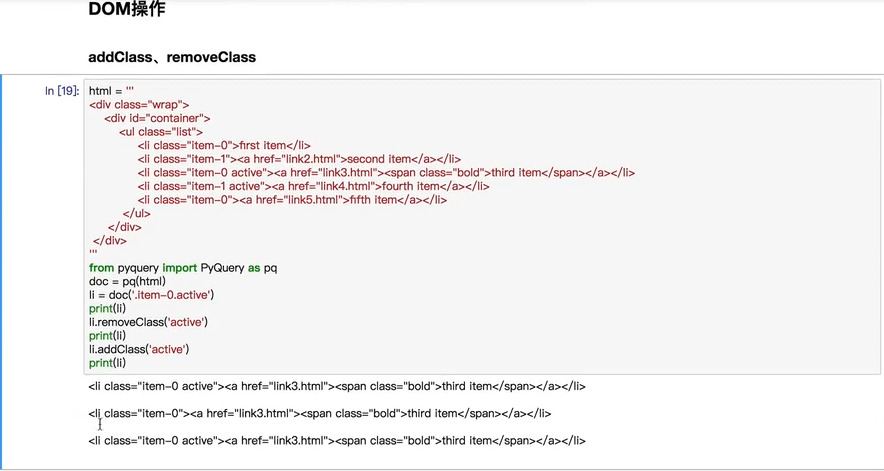 DOM操作
addClass、removeClass
In [19]: html = '''
<div class="wrap">
<div id="container">
<ul class="list">
<li class="item-0">first item</li>
<li class="item-1"><a href="link2.html">second item</a></li>
<li class="item-0 active"><a href="link3.html"><span class="bold">third item</span></a></li>
<li class="item-1 active"><a href="link4.html">fourth item</a></li>
<li class="item-0"><a href="link5.html">fifth item</a></li>
</ul>
</div>
</div>
'''
from pyquery import PyQuery as pq
doc = pq(html)
li = doc('.item-0.active')
print(li)
li.removeClass('active')
print(li)
li.addClass('active')
print(li)
<li class="item-0 active"><a href="link3.html"><span class="bold">third item</span></a></li>
<li class="item-0"><a href="link3.html"><span class="bold">third item</span></a></li>
<li class="item-0 active"><a href="link3.html"><span class="bold">third item</span></a></li>